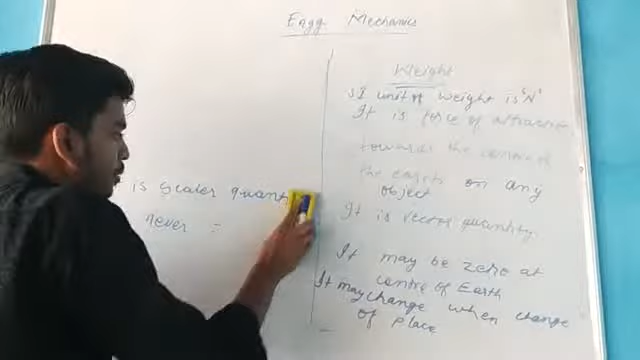 Engg Mechanics
is scaler quant
never =
Weight
SI unit of weight is 'N'
It is force of attraction
towards the centre of
the earth on any
object
It is vector quantity
It may be zero at
centre of Earth
It may change when change
of place